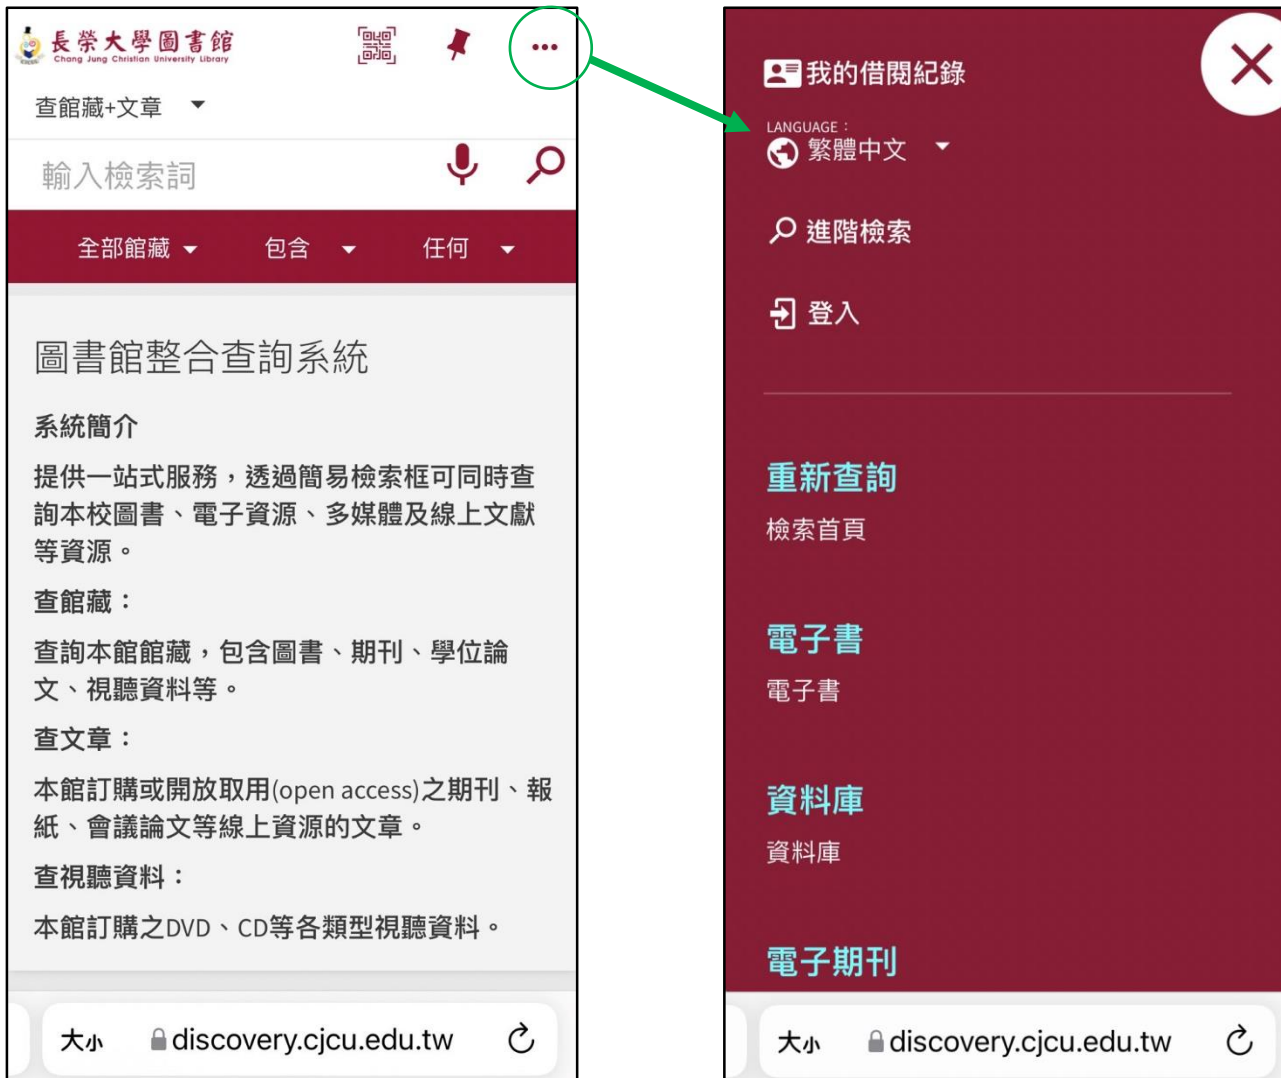 長榮大學圖書館
Chang Jung Christian University Library
查館藏+文章
輸入檢索詞
全部館藏 包含 任何
圖書館整合查詢系統
系統簡介
提供一站式服務，透過簡易檢索框可同時查
詢本校圖書、電子資源、多媒體及線上文獻
等資源。
查館藏：
查詢本館館藏，包含圖書、期刊、學位論
文、視聽資料等。
查文章：
本館訂購或開放取用(open access)之期刊、報
紙、會議論文等線上資源的文章。
查視聽資料：
本館訂購之DVD、CD等各類型視聽資料。
大小 discovery.cjcu.edu.tw
我的借閱紀錄
LANGUAGE：
繁體中文
進階檢索
登入
重新查詢
檢索首頁
電子書
電子書
資料庫
資料庫
電子期刊
大小 discovery.cjcu.edu.tw